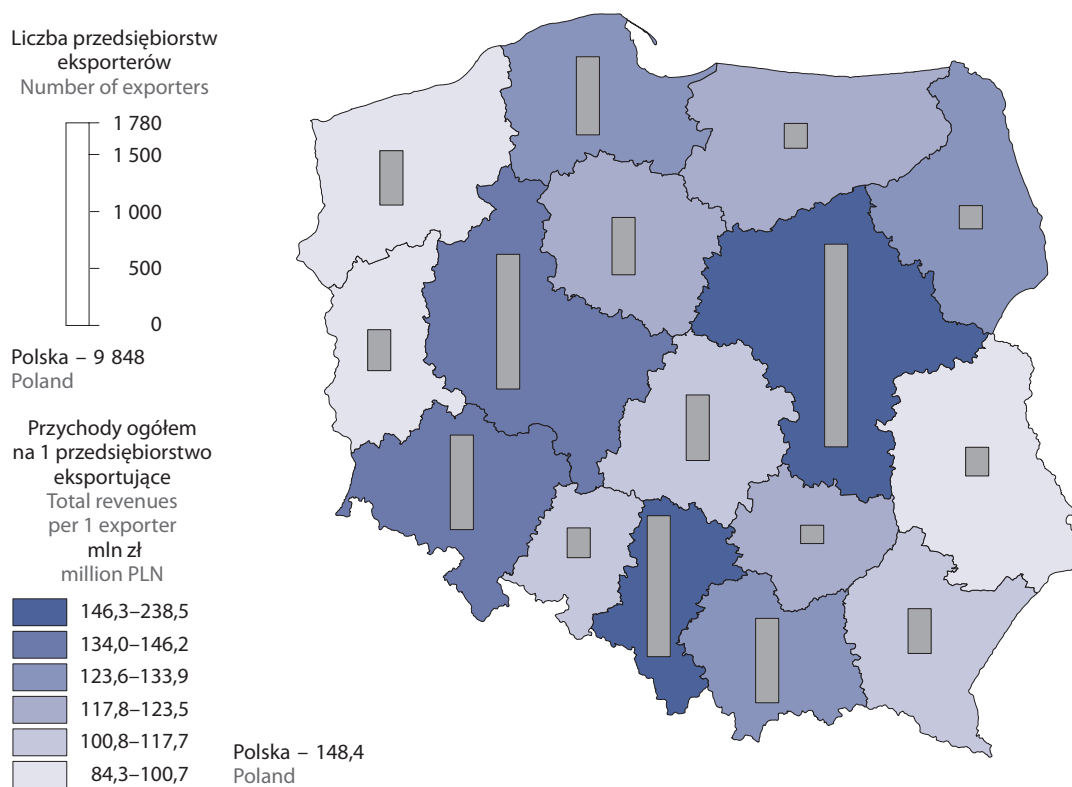 Liczba przedsiębiorstw
eksporterów
Number of exporters
1 780
1 500
1 000
500
0
Polska – 9 848
Poland
Przychody ogółem
na 1 przedsiębiorstwo
eksportujące
Total revenues
per 1 exporter
mln zł
million PLN
146,3–238,5
134,0–146,2
123,6–133,9
117,8–123,5
100,8–117,7
84,3–100,7
Polska – 148,4
Poland